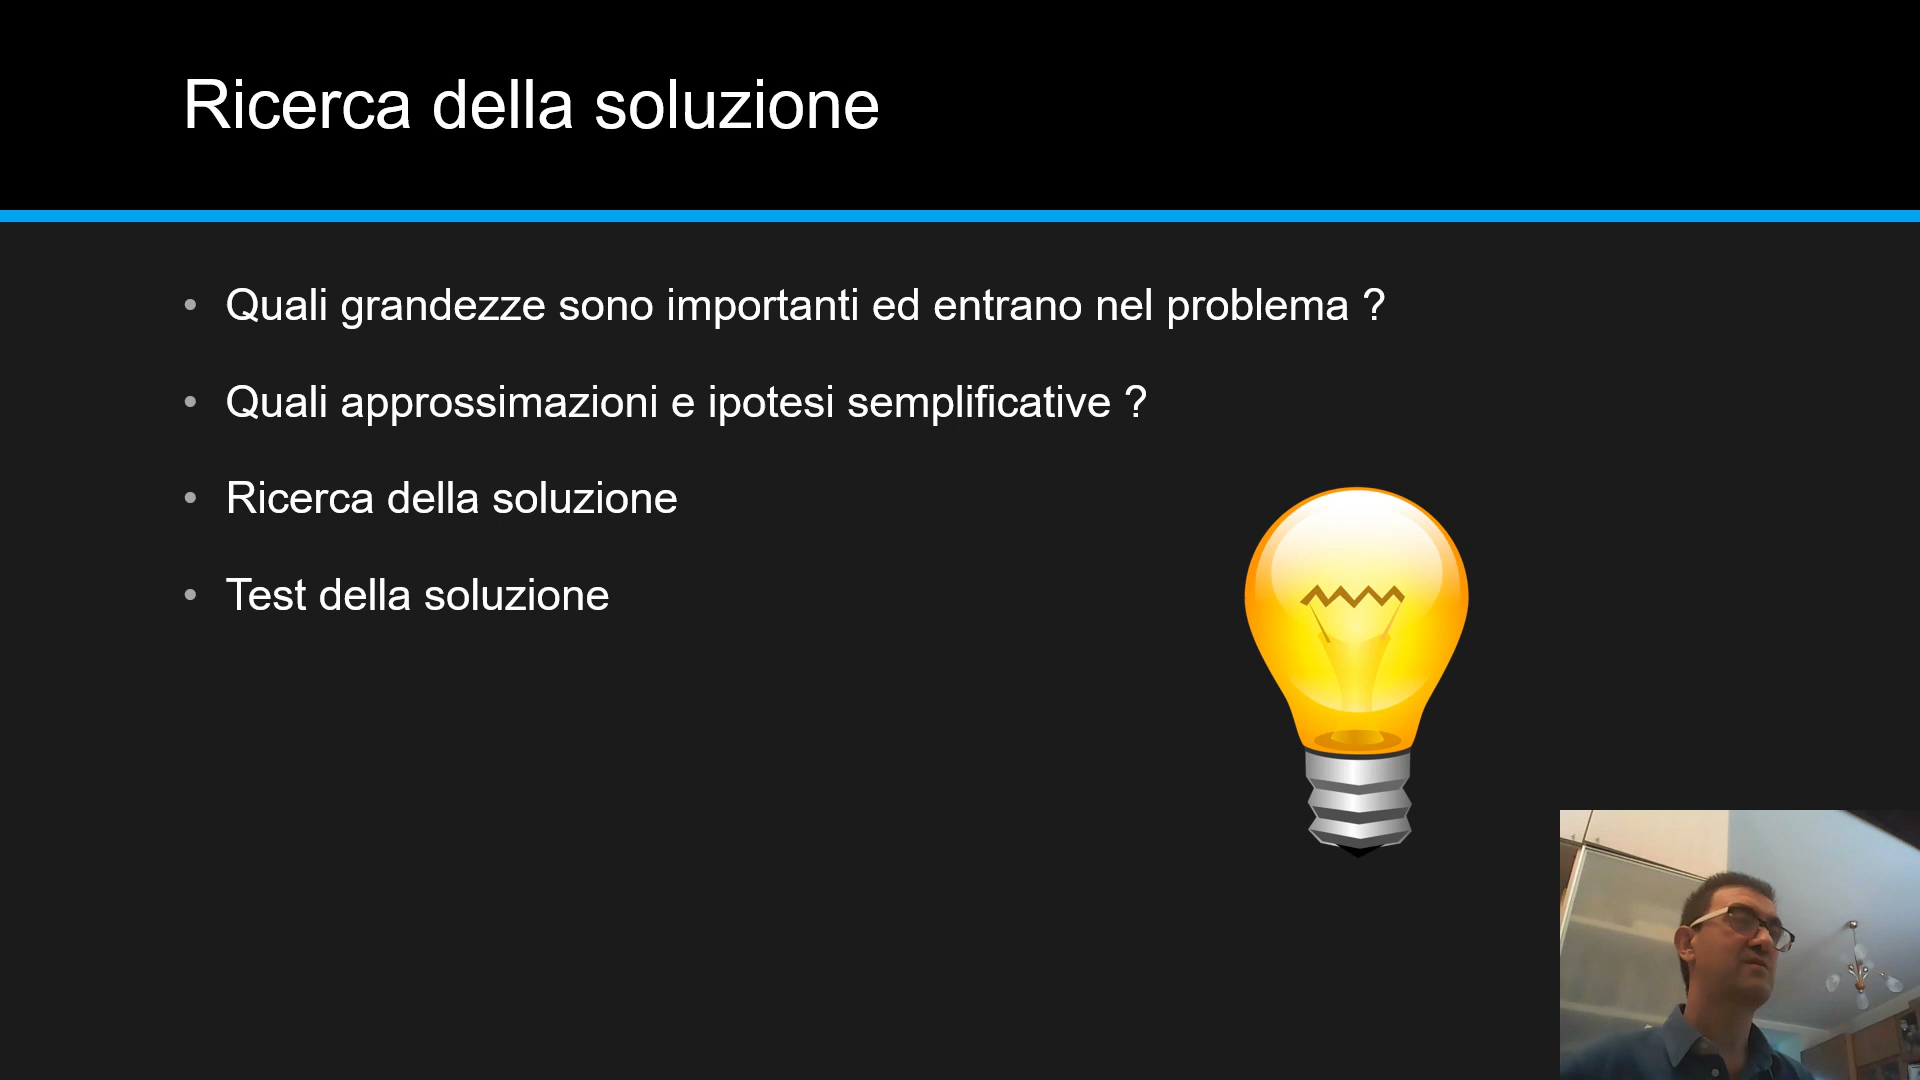 Ricerca della soluzione
• Quali grandezze sono importanti ed entrano nel problema ?
• Quali approssimazioni e ipotesi semplificative ?
• Ricerca della soluzione
• Test della soluzione